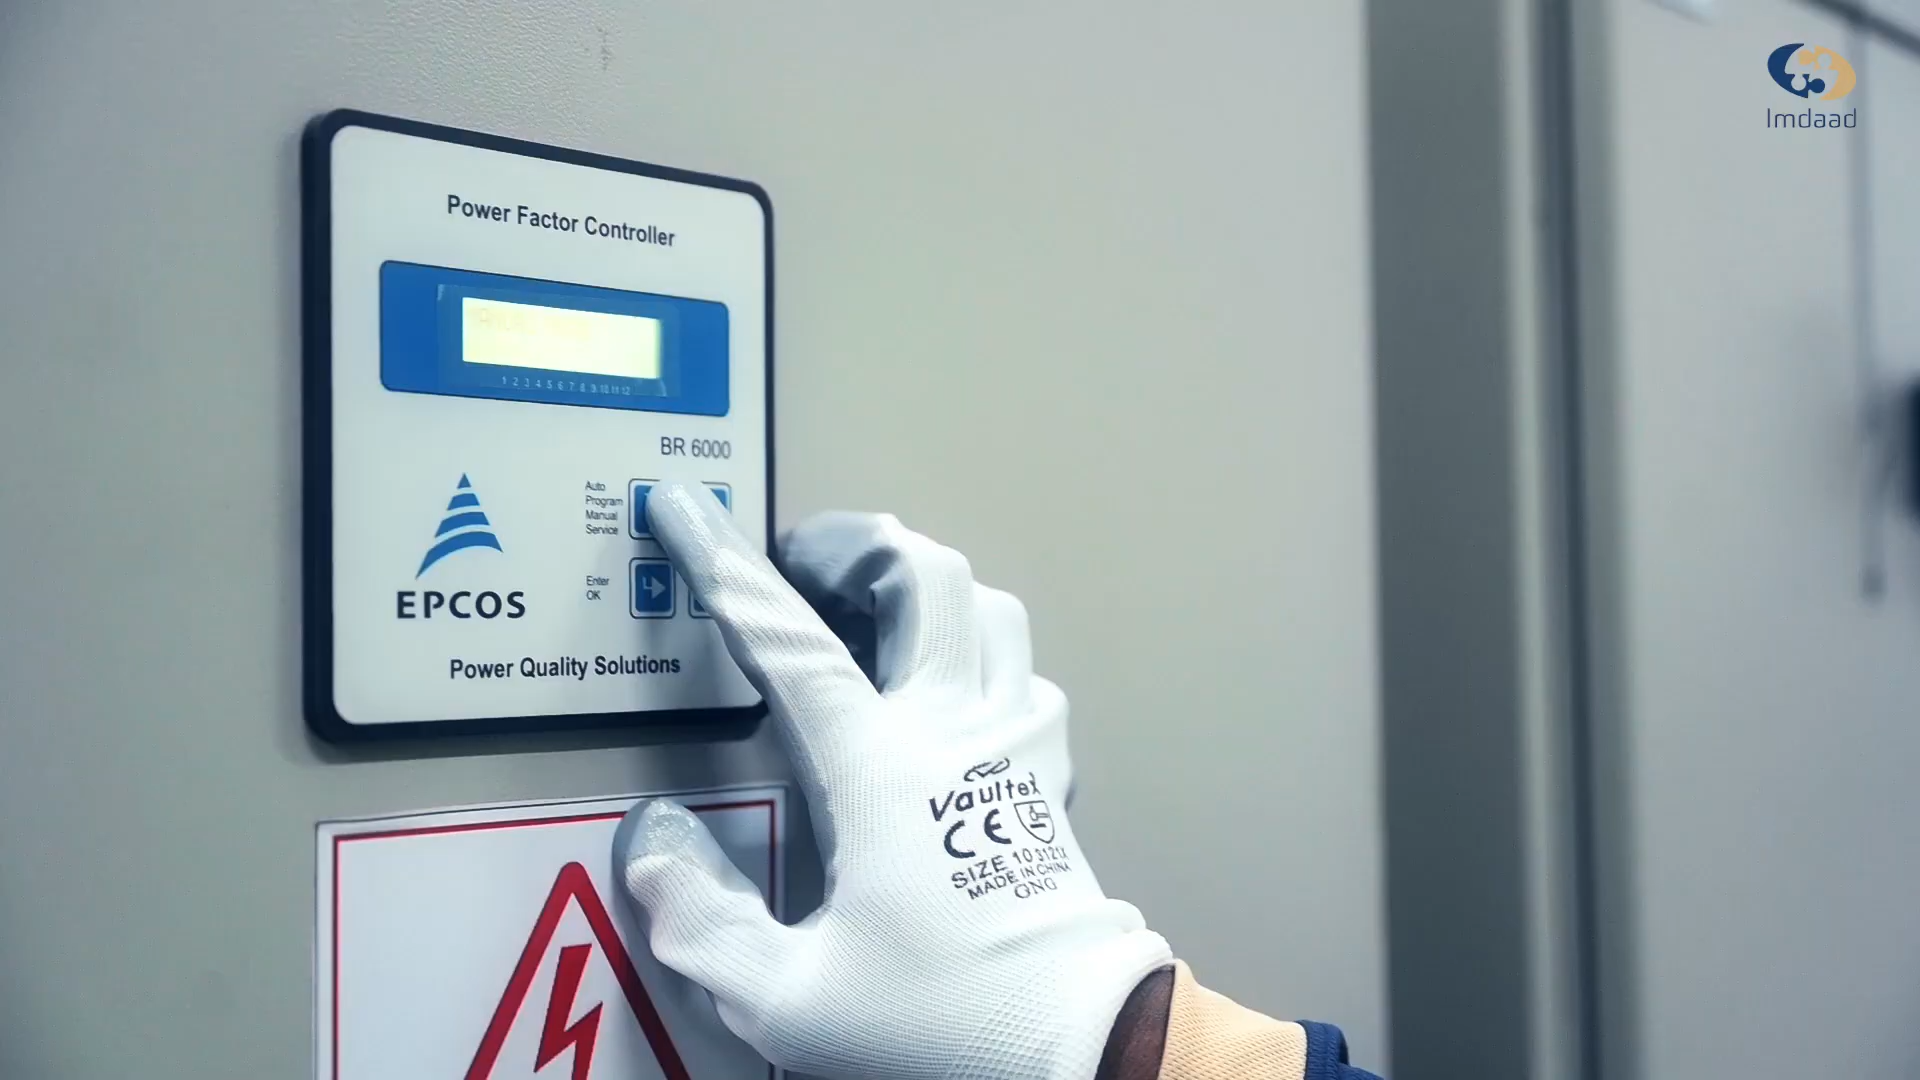 Imdaad
Power Factor Controller
1 2 3 4 5 6 7 8 9 10 11 12
BR 6000
Auto
Program
Manual
Service
Enter
OK
EPCOS
Power Quality Solutions
Vaultex
CE
SIZE 10 3121X
MADE IN CHINA